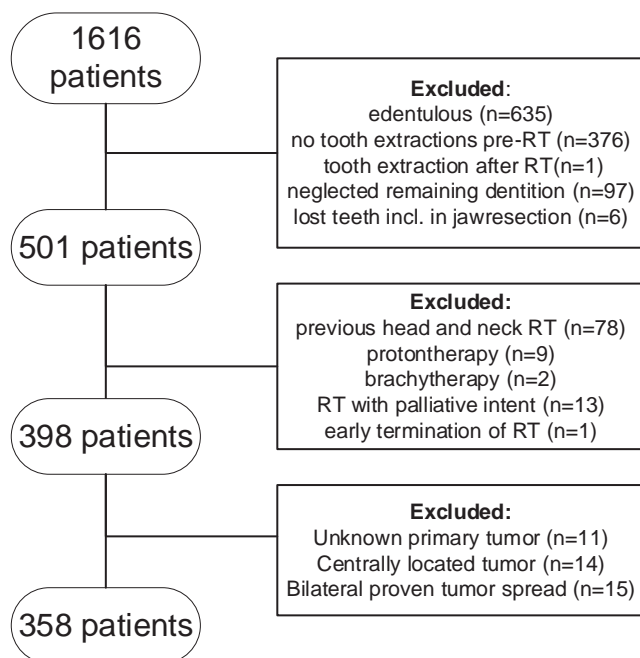 1616
patients
Excluded:
edentulous (n=635)
no tooth extractions pre-RT (n=376)
tooth extraction after RT(n=1)
neglected remaining dentition (n=97)
lost teeth incl. in jawresection (n=6)
501 patients
Excluded:
previous head and neck RT (n=78)
protontherapy (n=9)
brachytherapy (n=2)
RT with palliative intent (n=13)
early termination of RT (n=1)
398 patients
Excluded:
Unknown primary tumor (n=11)
Centrally located tumor (n=14)
Bilateral proven tumor spread (n=15)
358 patients